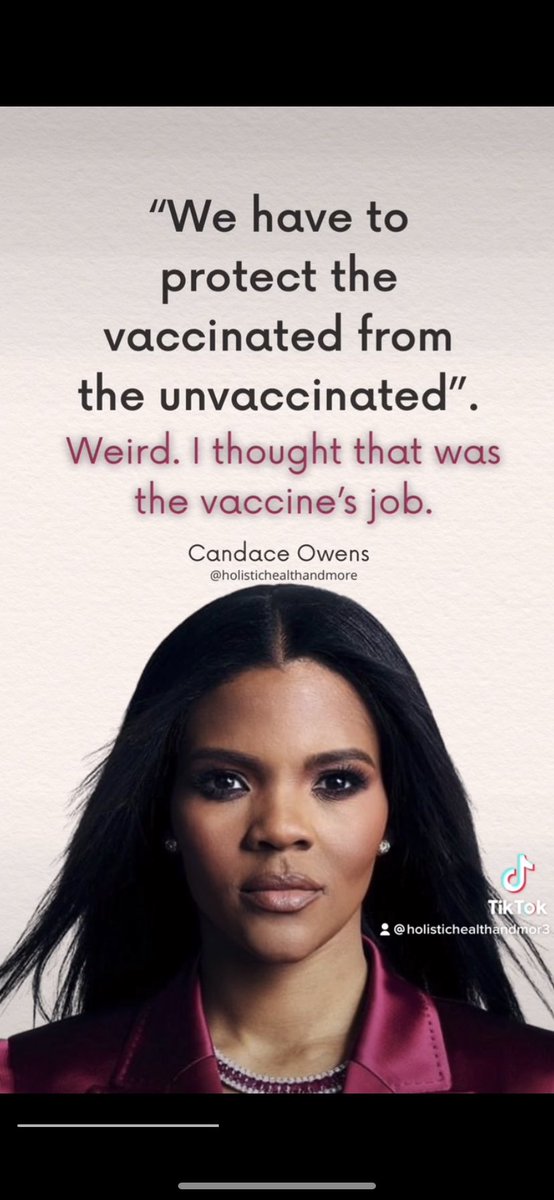 “We have to
protect the
vaccinated from
the unvaccinated”.
Weird. I thought that was
the vaccine’s job.
Candace Owens
@holistichealthandmore
TikTok
@holistichealthandmor3